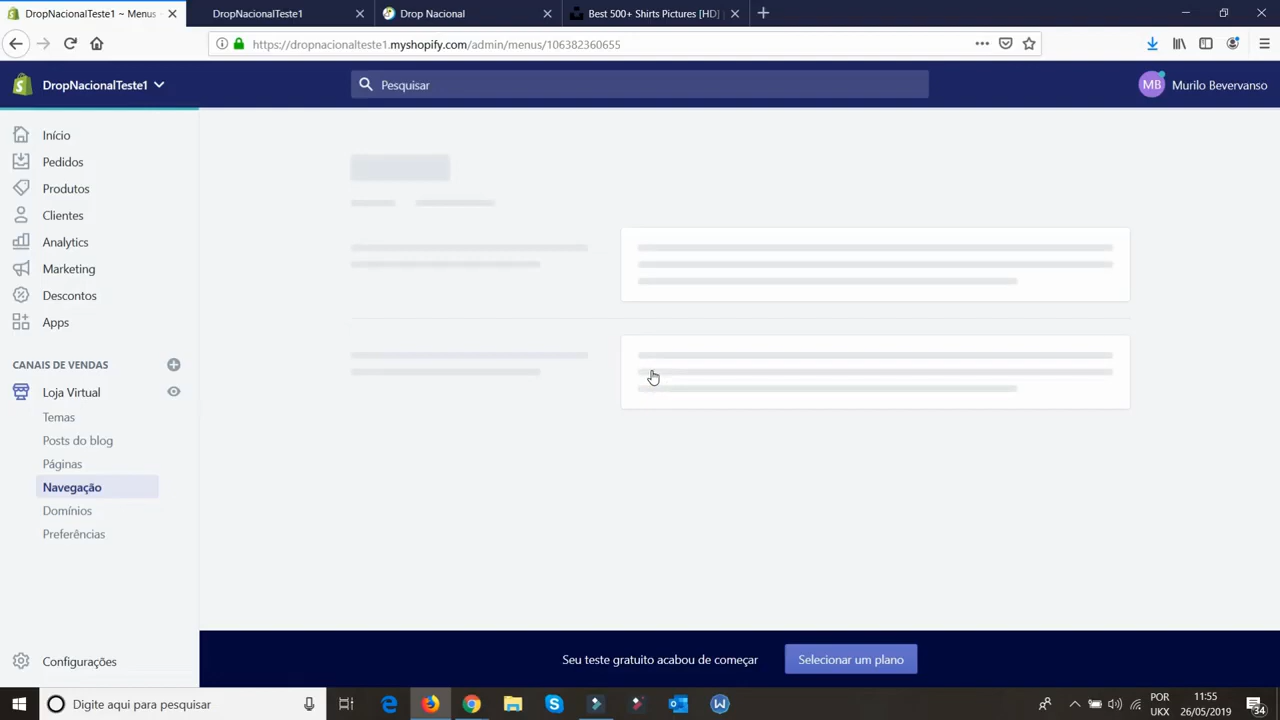 DropNacionalTeste1 ~ Menus
DropNacionalTeste1
Drop Nacional
Best 500+ Shirts Pictures [HD]
https://dropnacionalteste1.myshopify.com/admin/menus/106382360655
DropNacionalTeste1
Pesquisar
MB
Murilo Bevervanso
Início
Pedidos
Produtos
Clientes
Analytics
Marketing
Descontos
Apps
CANAIS DE VENDAS
Loja Virtual
Temas
Posts do blog
Páginas
Navegação
Domínios
Preferências
Configurações
Seu teste gratuito acabou de começar
Selecionar um plano
Digite aqui para pesquisar
POR
UKX
11:55
26/05/2019
34